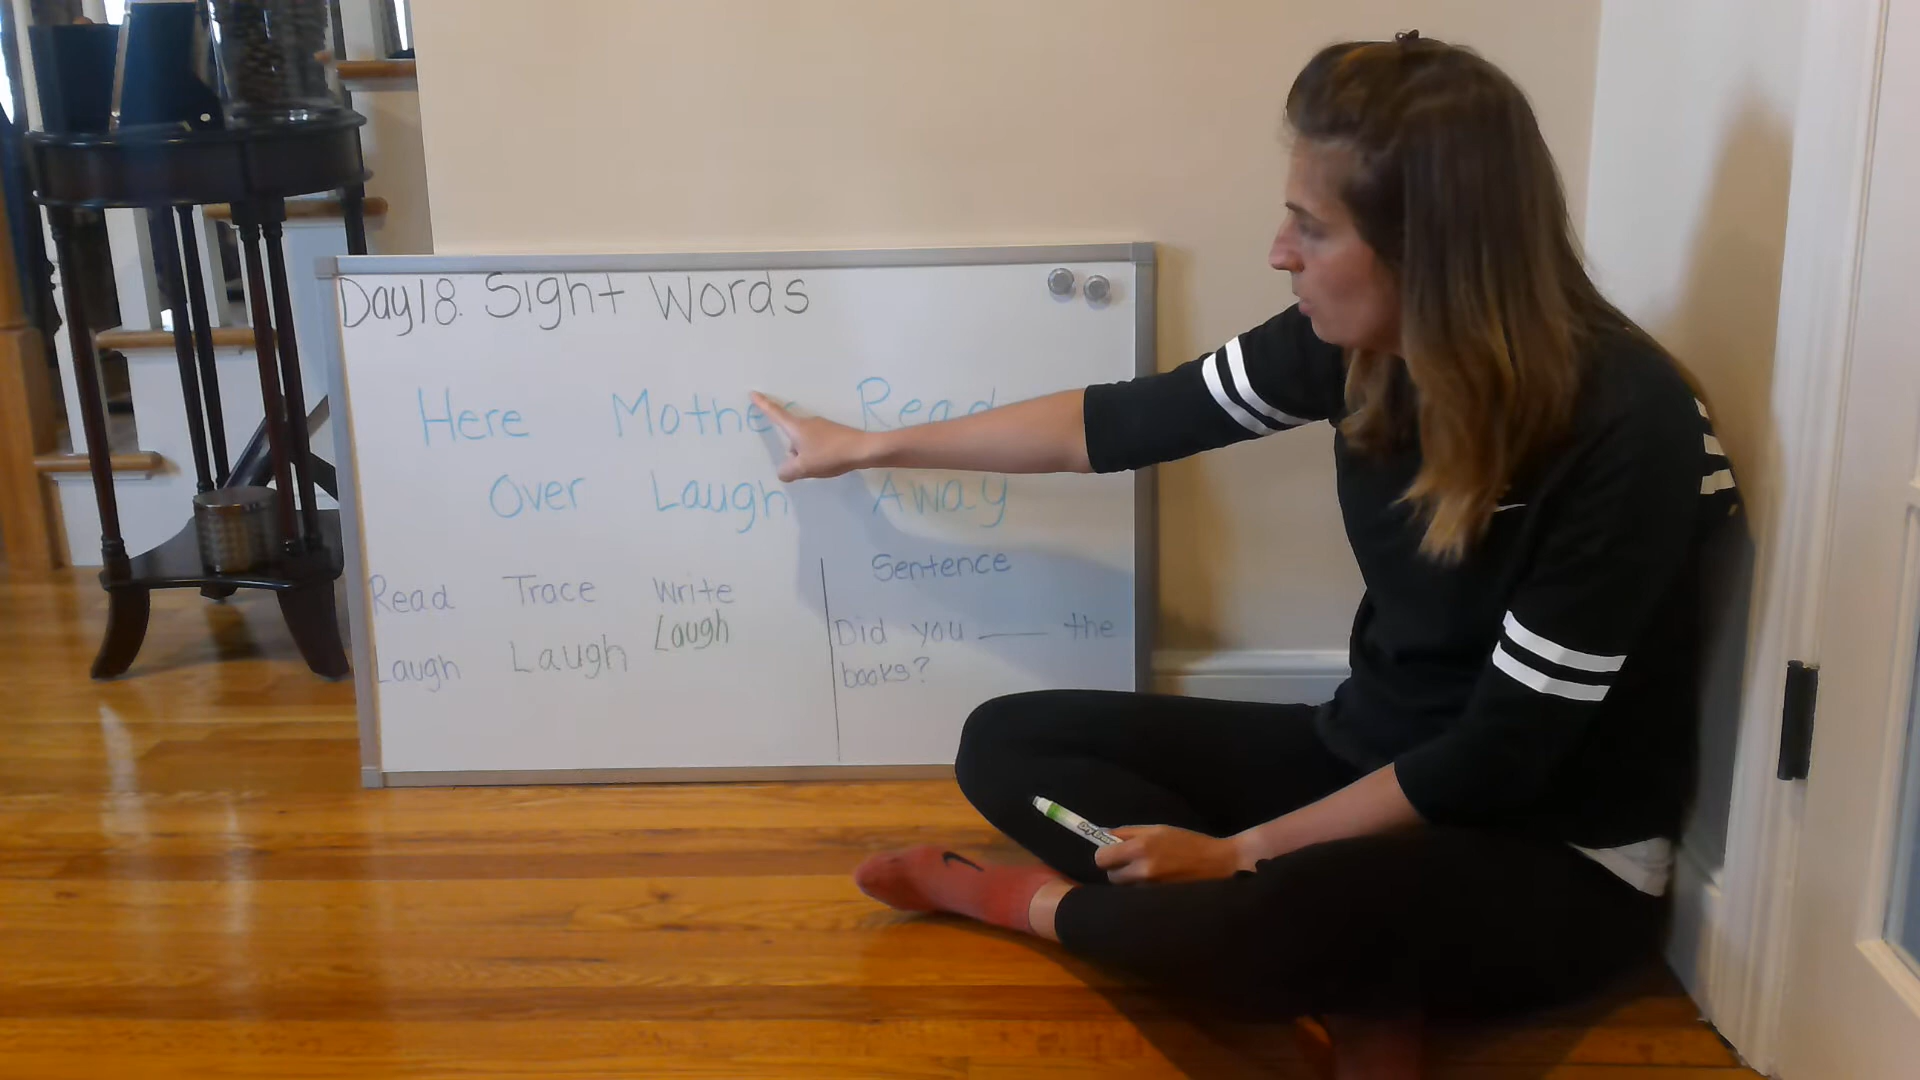 Day 18: Sight Words
Here Mother Read
Over Laugh Away
Read Trace Write
Laugh Laugh Laugh
Sentence
Did you ____ the
books?